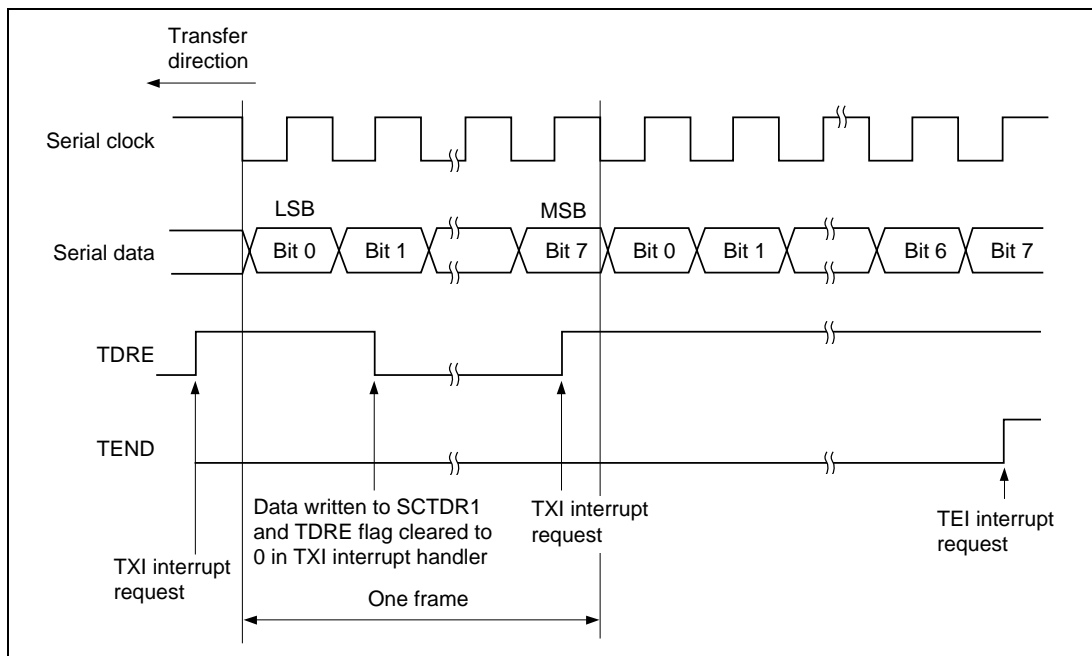 Transfer
direction
Serial clock
LSB
MSB
Serial data
Bit 0
Bit 1
Bit 7
Bit 0
Bit 1
Bit 6
Bit 7
TDRE
TEND
Data written to SCTDR1
and TDRE flag cleared to
0 in TXI interrupt handler
TXI interrupt
request
TEI interrupt
request
TXI interrupt
request
One frame